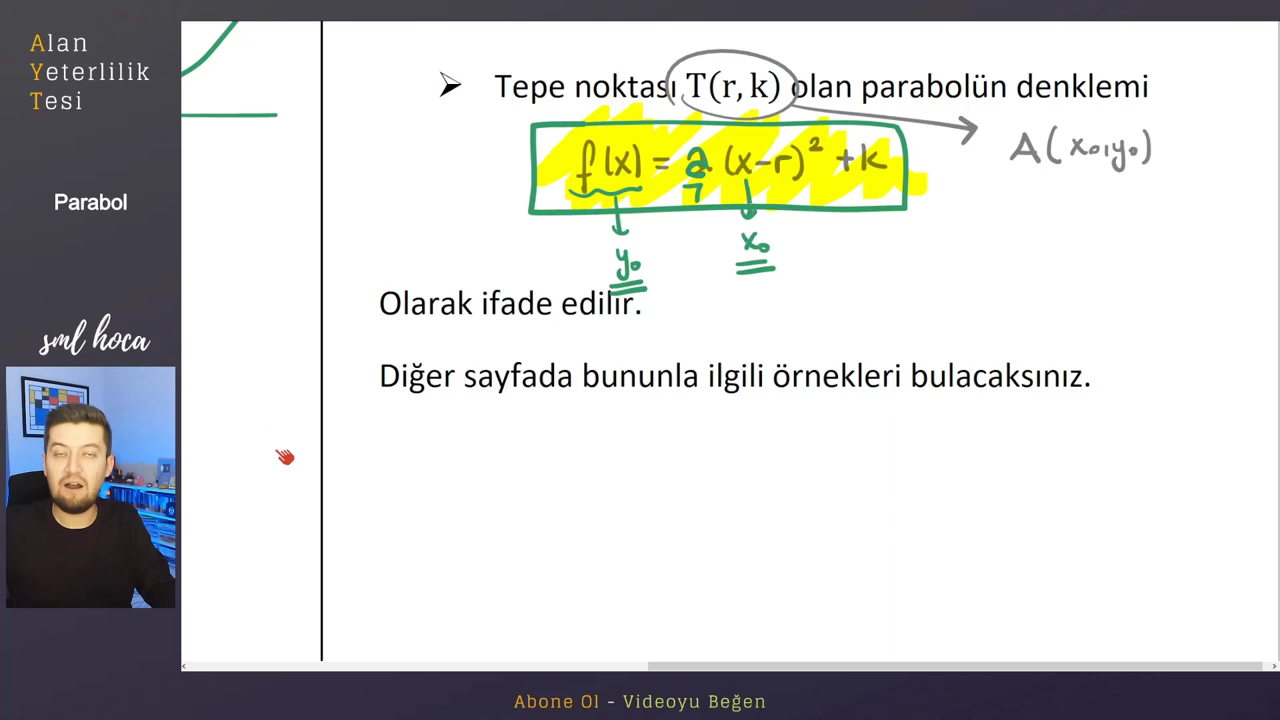 Alan
Yeterlilik
Tesi
Parabol
sml hoca
➢ Tepe noktası T(r, k) olan parabolün denklemi
A(x₀,y₀)
f(x) = a(x-r)² + k
y₀
x₀
Olarak ifade edilir.
Diğer sayfada bununla ilgili örnekleri bulacaksınız.
Abone Ol - Videoyu Beğen